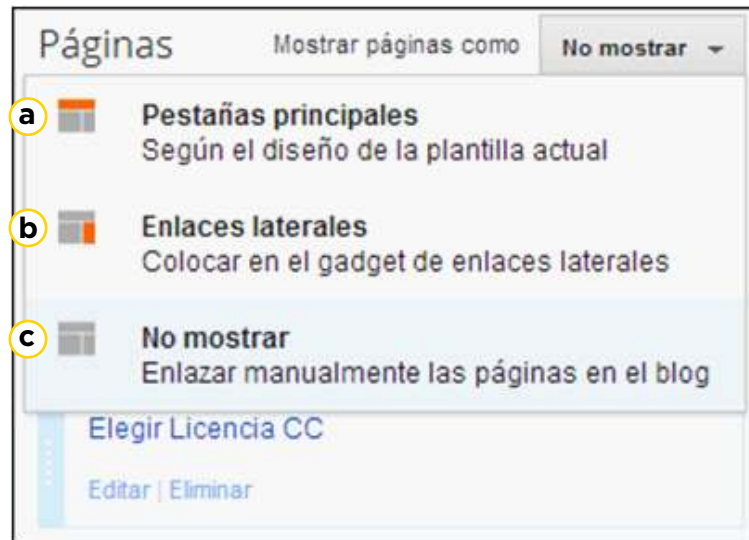 Páginas Mostrar páginas como No mostrar
a Pestañas principales
Según el diseño de la plantilla actual
b Enlaces laterales
Colocar en el gadget de enlaces laterales
c No mostrar
Enlazar manualmente las páginas en el blog
Elegir Licencia CC
Editar | Eliminar